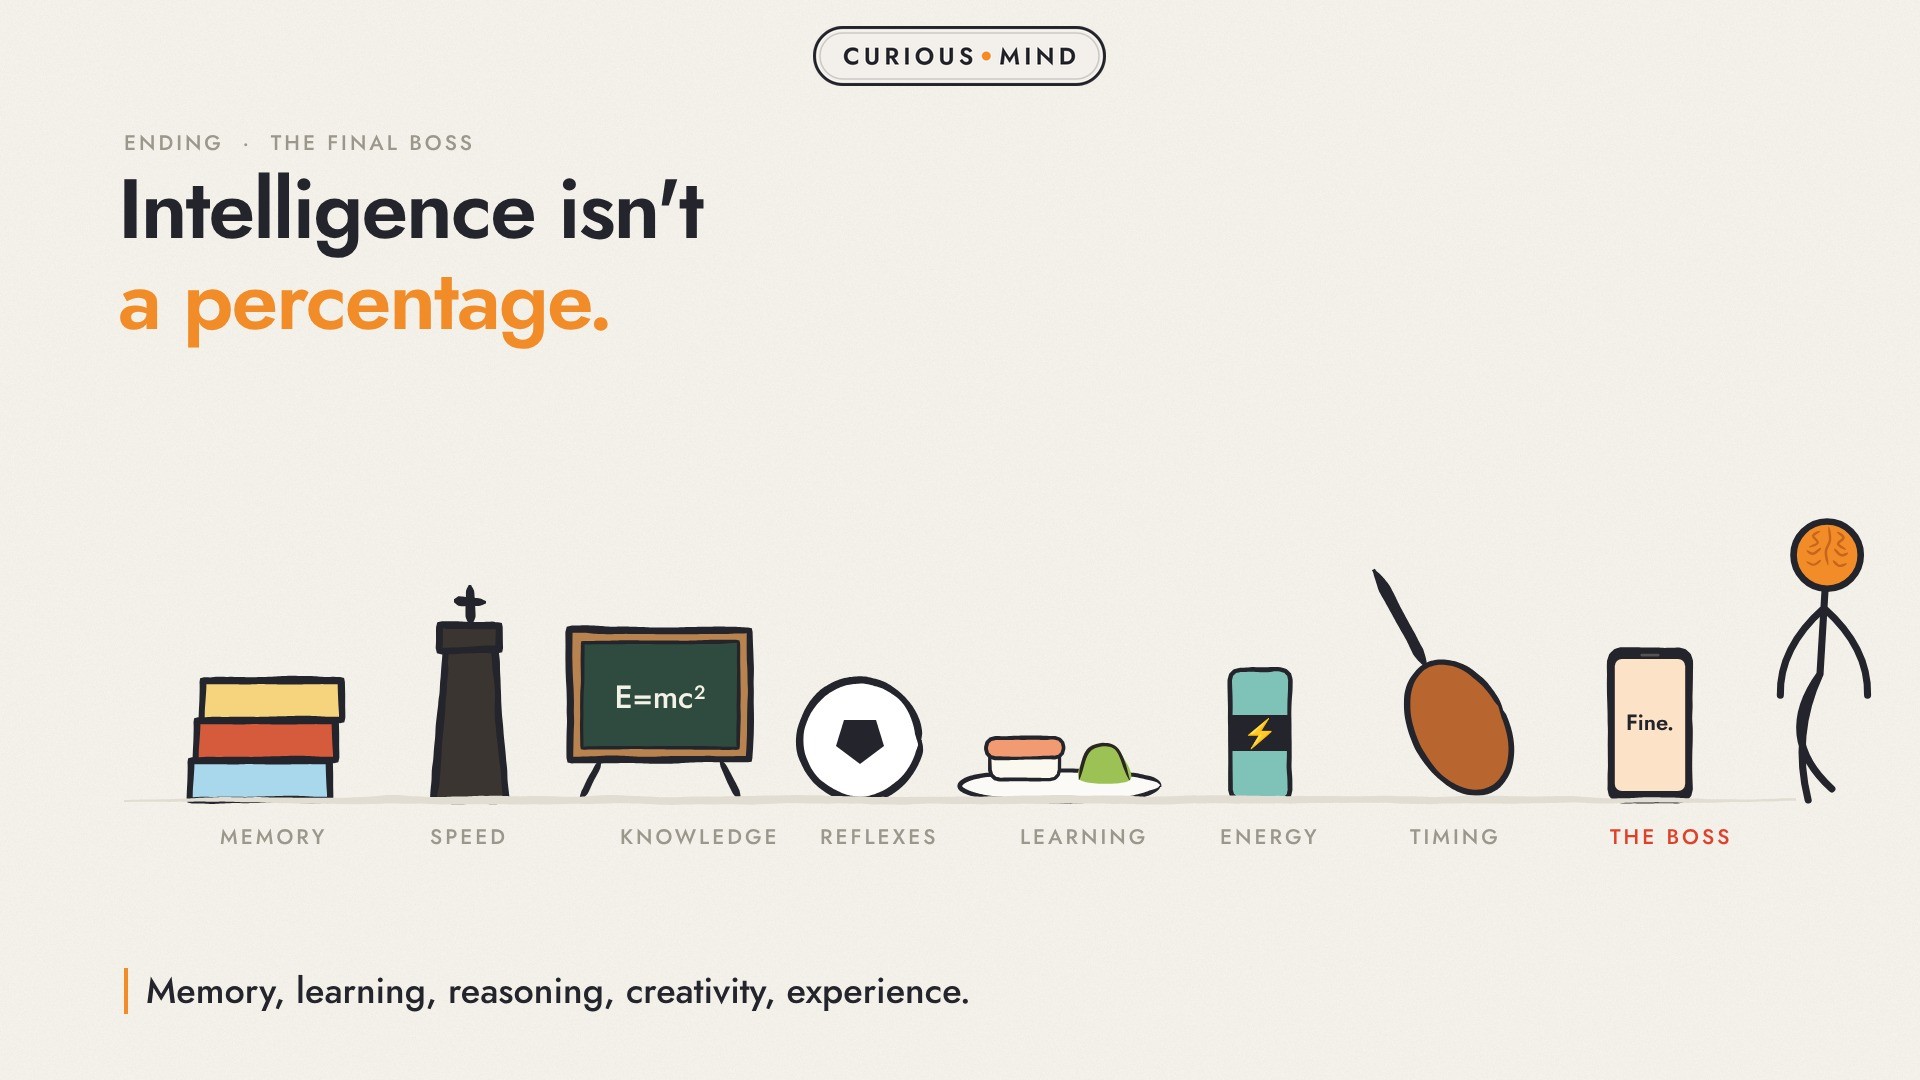 CURIOUS•MIND
ENDING · THE FINAL BOSS
Intelligence isn't
a percentage.
E=mc²
Fine.
MEMORY SPEED KNOWLEDGE REFLEXES LEARNING ENERGY TIMING THE BOSS
Memory, learning, reasoning, creativity, experience.